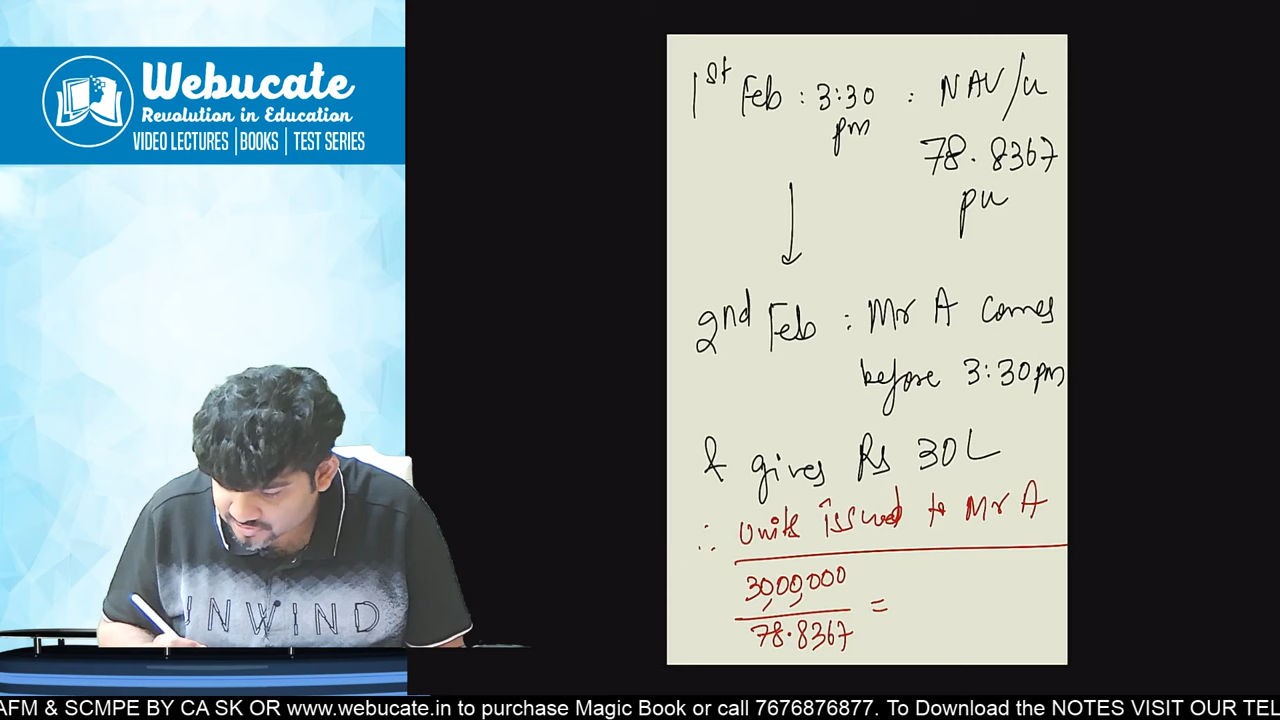 Webucate
Revolution in Education
VIDEO LECTURES | BOOKS | TEST SERIES
1st Feb : 3:30 pm : NAV/u
78.8367
pu
2nd Feb : Mr A comes
before 3:30pm
& gives Rs 30L
∴ units issued to Mr A
30,00,000
78.8367 =
UNWIND
AFM & SCMPE BY CA SK OR www.webucate.in to purchase Magic Book or call 7676876877. To Download the NOTES VISIT OUR TEL